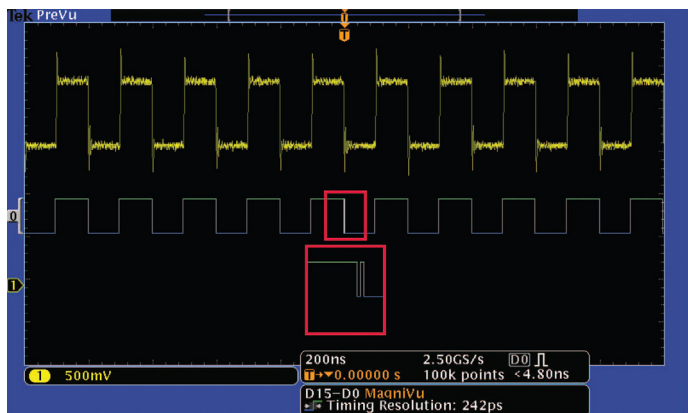 Tek PreVu
U
T
0
1
200ns 2.50GS/s D0
T→▼0.00000 s 100k points <4.80ns
1 500mV
D15-D0 MagniVu
Timing Resolution: 242ps